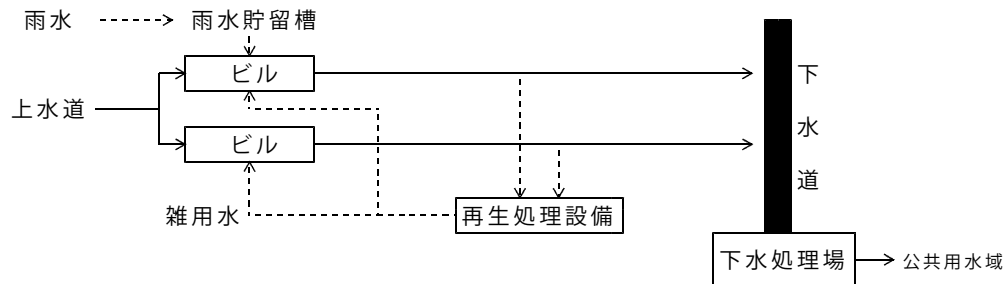 雨水
雨水貯留槽
ビル
上水道
ビル
雑用水
再生処理設備
下水道
下水処理場
公共用水域